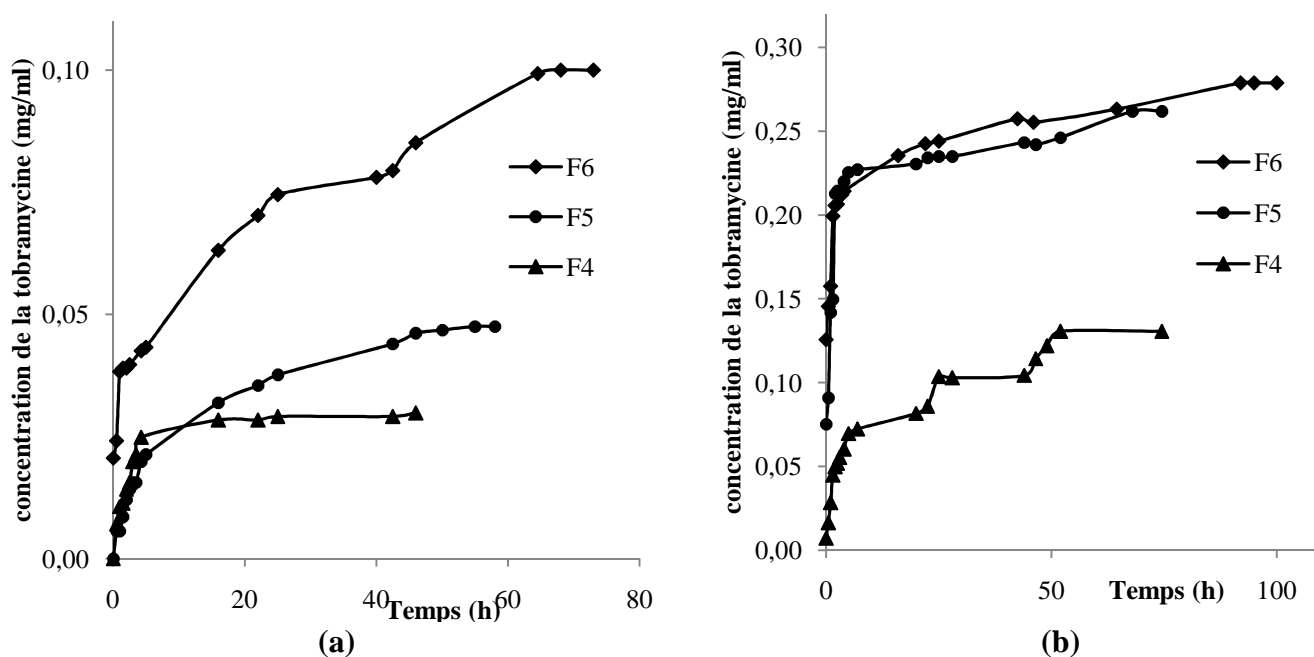 concentration de la tobramycine (mg/ml)
0,10
0,05
0,00
0
20
40
60
80
Temps (h)
F6
F5
F4
(a)
concentration de la tobramycine (mg/ml)
0,30
0,25
0,20
0,15
0,10
0,05
0,00
0
50
100
Temps (h)
F6
F5
F4
(b)